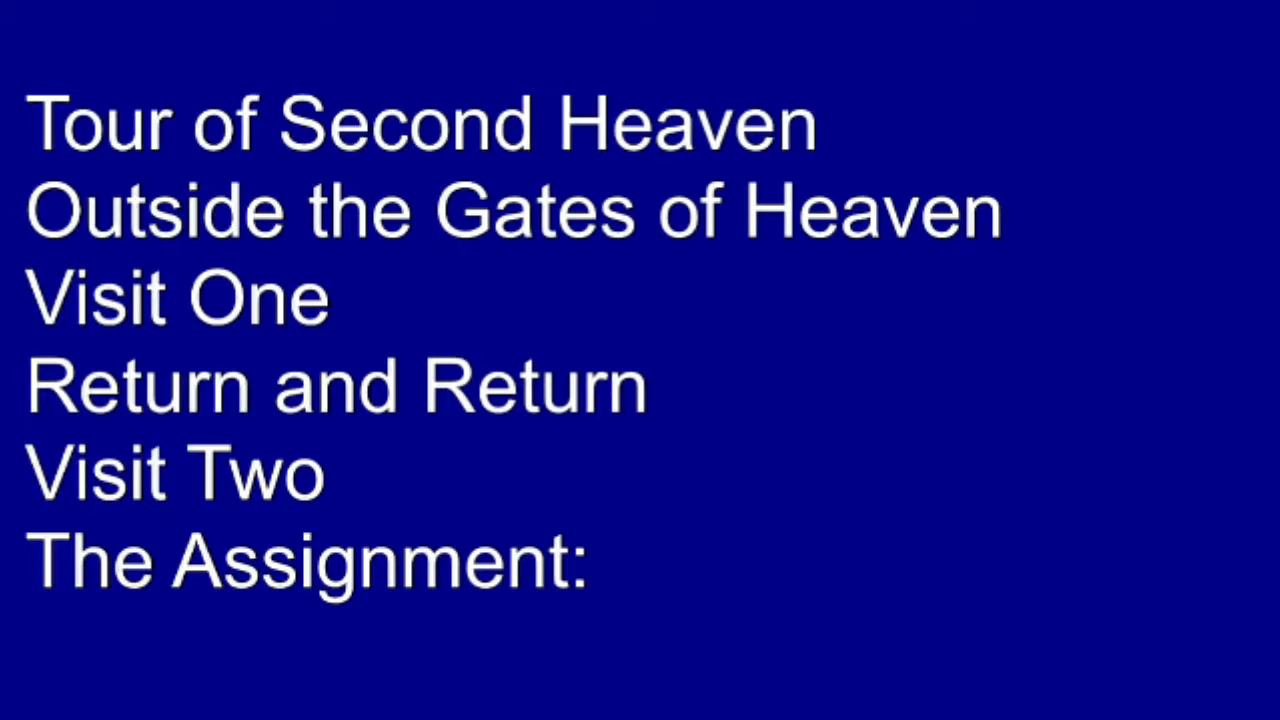 Tour of Second Heaven
Outside the Gates of Heaven
Visit One
Return and Return
Visit Two
The Assignment: